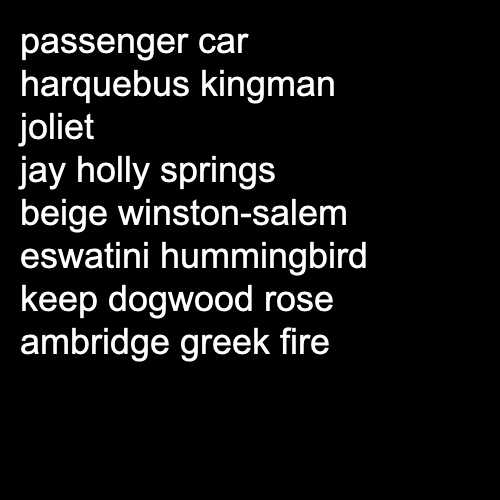 passenger car
harquebus kingman
joliet
jay holly springs
beige winston-salem
eswatini hummingbird
keep dogwood rose
ambridge greek fire